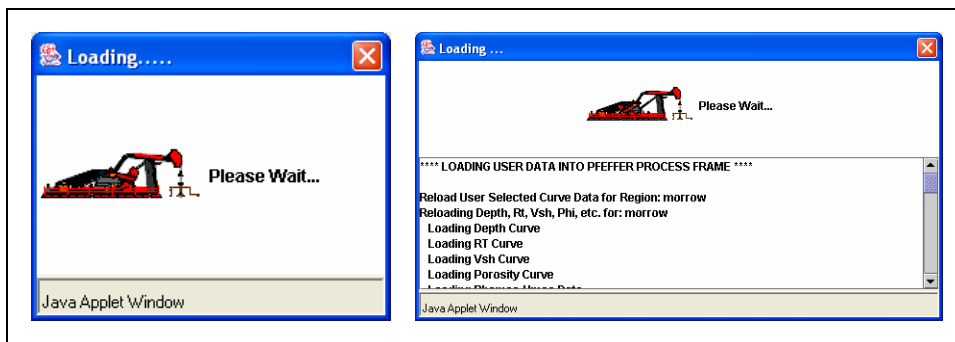 Loading.....
Please Wait...
Java Applet Window
Loading ...
Please Wait...
**** LOADING USER DATA INTO PFEFFER PROCESS FRAME ****
Reload User Selected Curve Data for Region: morrow
Reloading Depth, Rt, Vsh, Phi, etc. for: morrow
Loading Depth Curve
Loading RT Curve
Loading Vsh Curve
Loading Porosity Curve
Java Applet Window